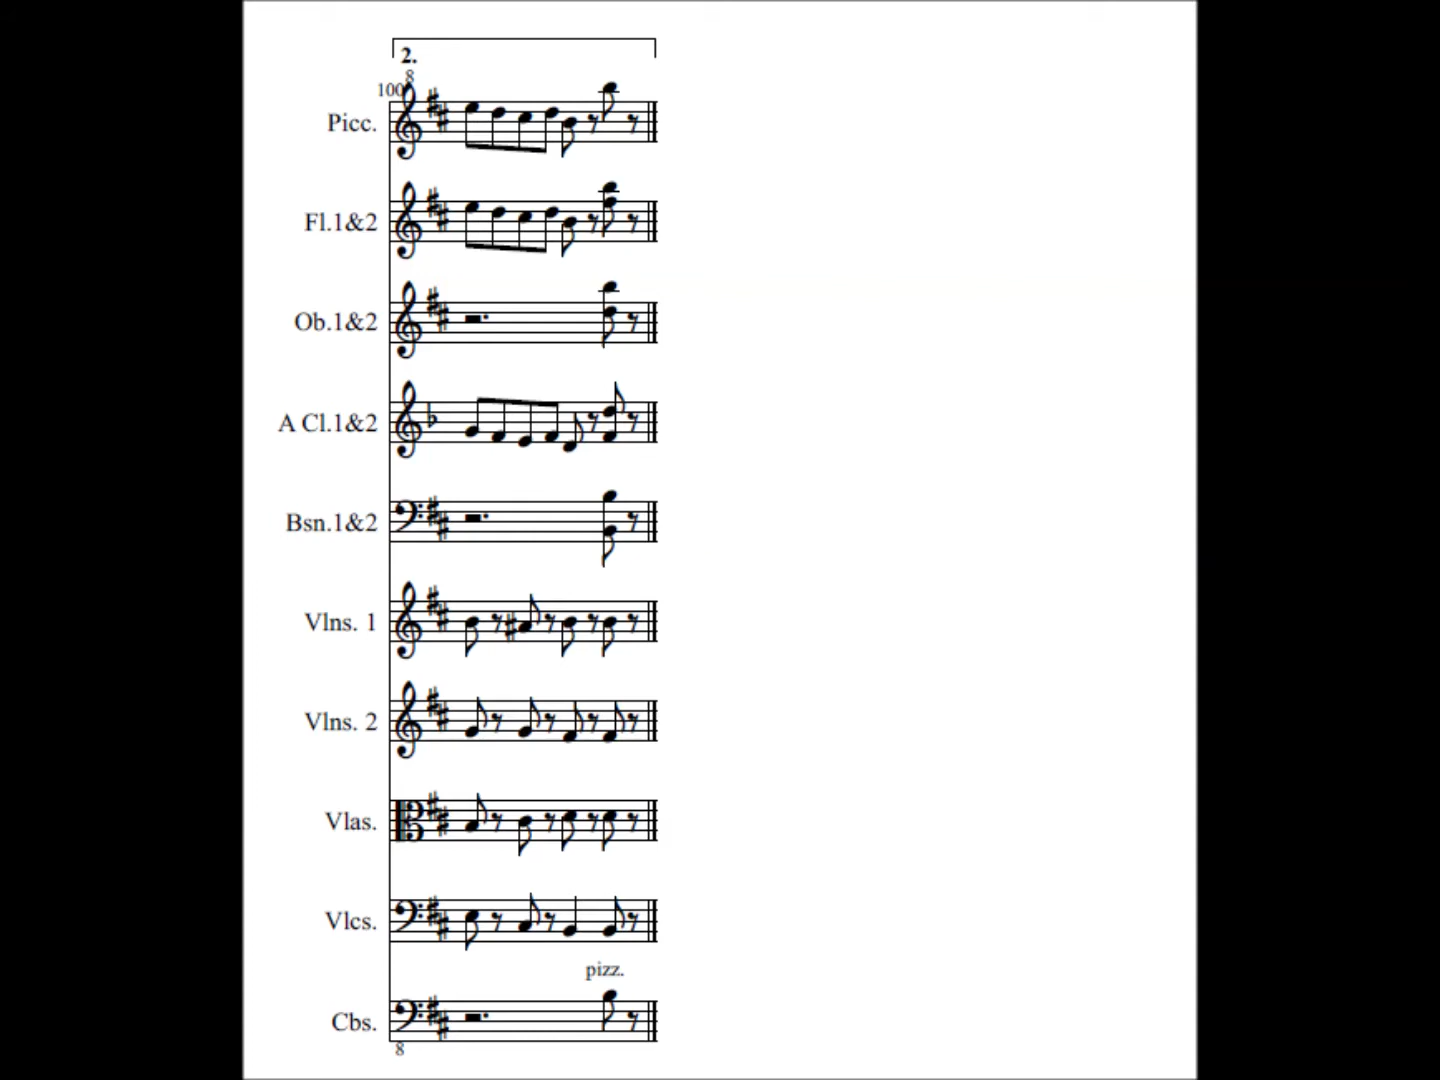 2.
8
100
Picc.
Fl.1&2
Ob.1&2
A Cl.1&2
Bsn.1&2
Vlns. 1
Vlns. 2
Vlas.
Vlcs.
pizz.
Cbs.
8